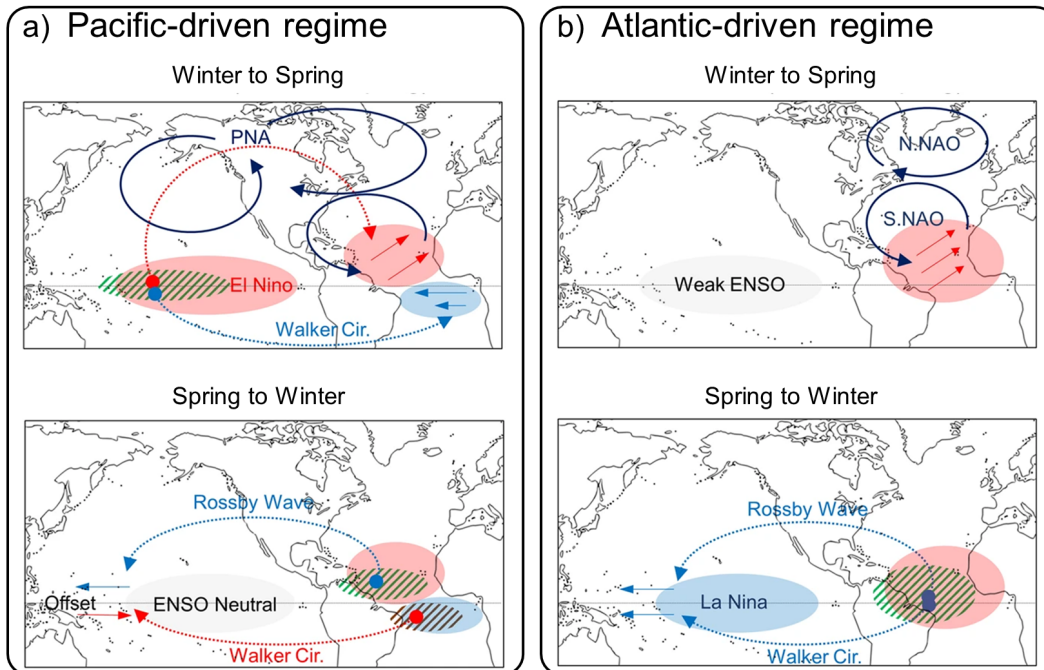 a) Pacific-driven regime
Winter to Spring
PNA
El Nino
Walker Cir.
Spring to Winter
Rossby Wave
Offset
ENSO Neutral
Walker Cir.
b) Atlantic-driven regime
Winter to Spring
N.NAO
S.NAO
Weak ENSO
Spring to Winter
Rossby Wave
La Nina
Walker Cir.